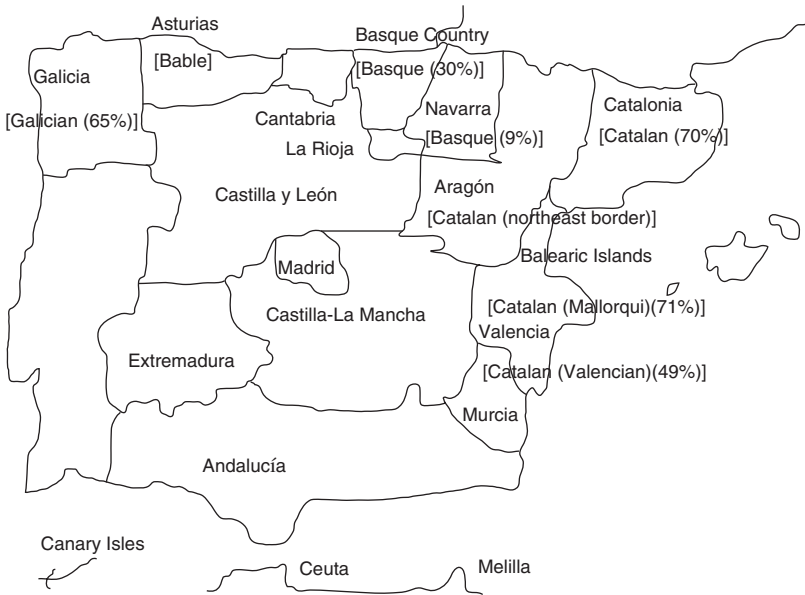 Asturias
Basque Country
[Bable]
[Basque (30%)]
Galicia
Catalonia
[Galician (65%)]
Cantabria
Navarra
[Catalan (70%)]
La Rioja
[Basque (9%)]
Castilla y León
Aragón
[Catalan (northeast border)]
Balearic Islands
Madrid
Castilla-La Mancha
[Catalan (Mallorqui)(71%)]
Valencia
Extremadura
[Catalan (Valencian)(49%)]
Murcia
Andalucía
Canary Isles
Ceuta
Melilla